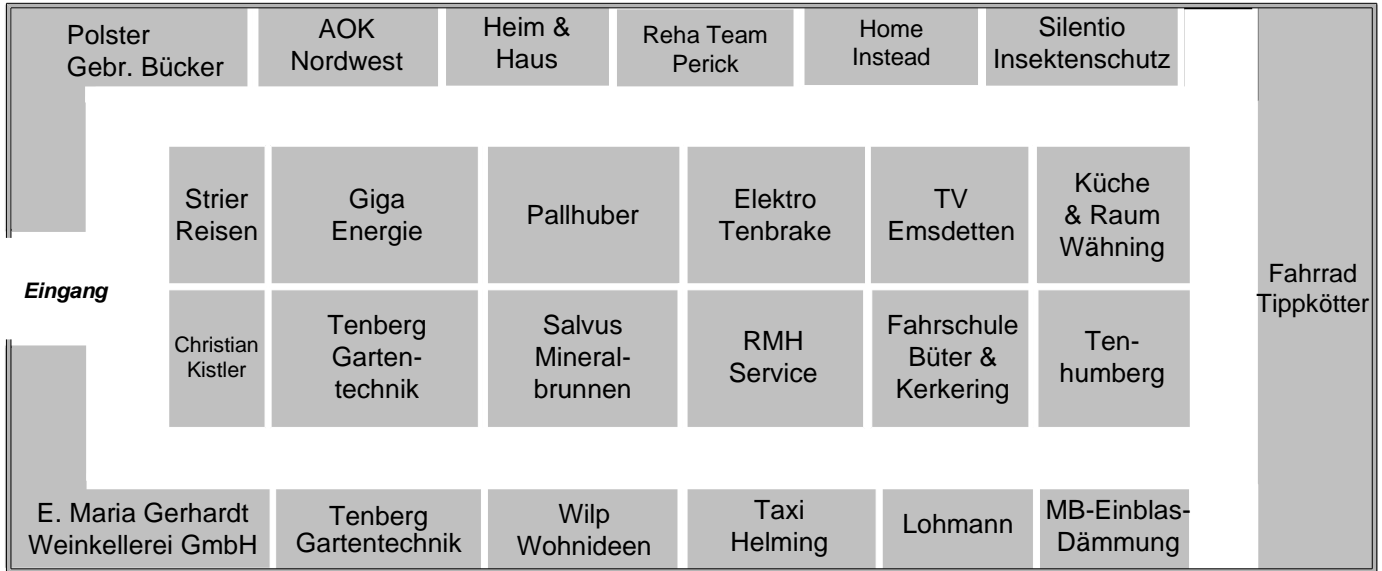 Polster
Gebr. Bücker
AOK
Nordwest
Heim &
Haus
Reha Team
Perick
Home
Instead
Silentio
Insektenschutz
Strier
Reisen
Giga
Energie
Pallhuber
Elektro
Tenbrake
TV
Emsdetten
Küche
& Raum
Wähning
Eingang
Fahrrad
Tippkötter
Christian
Kistler
Tenberg
Garten-
technik
Salvus
Mineral-
brunnen
RMH
Service
Fahrschule
Büter &
Kerkering
Ten-
humberg
E. Maria Gerhardt
Weinkellerei GmbH
Tenberg
Gartentechnik
Wilp
Wohnideen
Taxi
Helming
Lohmann
MB-Einblas-
Dämmung